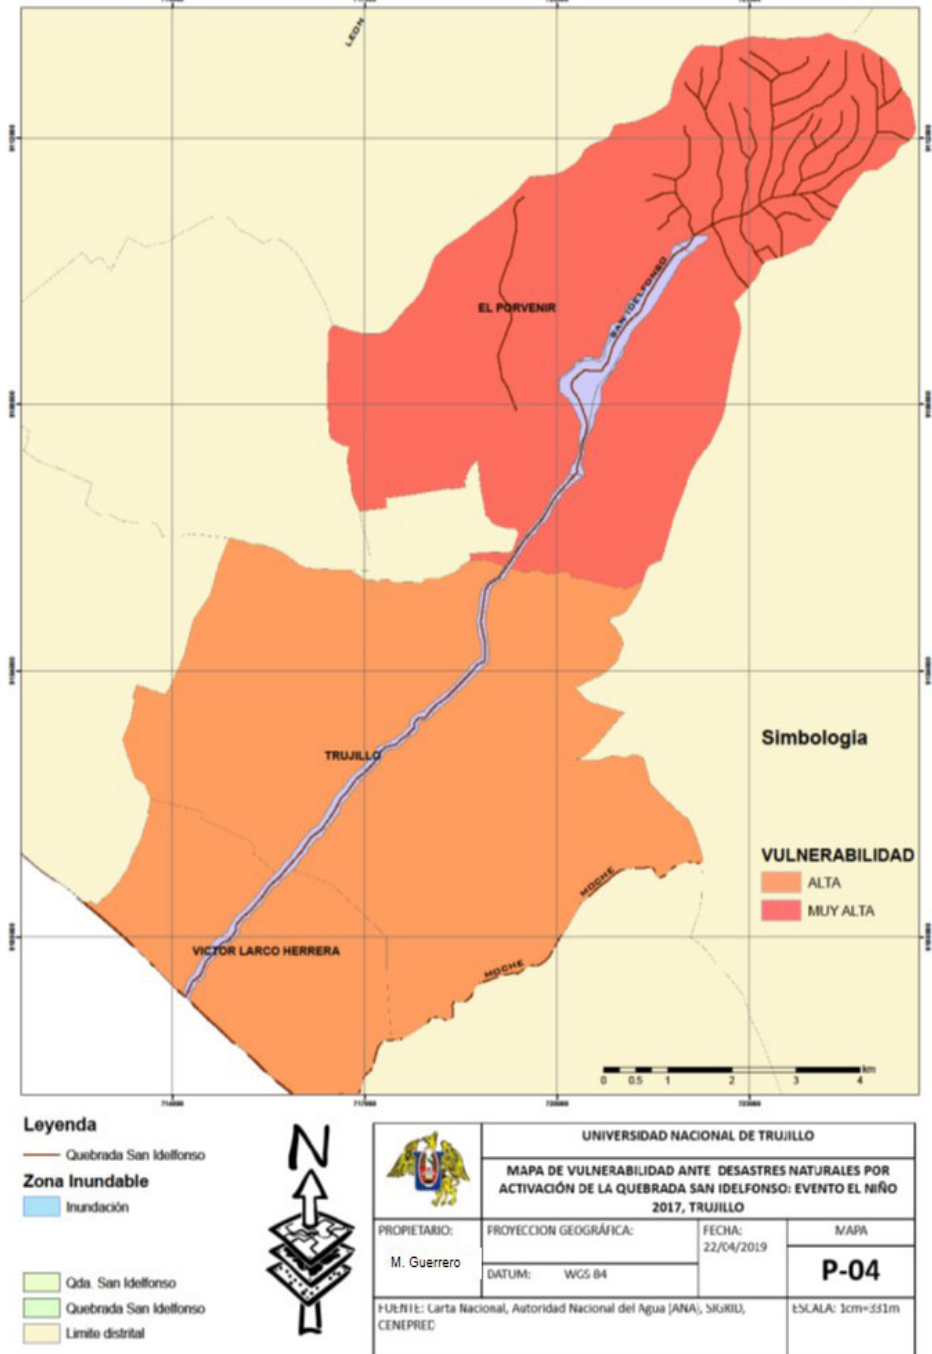 LEON
EL PORVENIR
SAN IDELFONSO
TRUJILLO
VICTOR LARCO HERRERA
MOCHE
MOCHE
Simbologia
VULNERABILIDAD
ALTA
MUY ALTA
km
0 0.5 1 2 3 4
717000
720000
Leyenda
Quebrada San Idelfonso
Zona Inundable
Inundación
Qda. San Idelfonso
Quebrada San Idelfonso
Limite distrital
N
UNIVERSIDAD NACIONAL DE TRUJILLO
MAPA DE VULNERABILIDAD ANTE DESASTRES NATURALES POR
ACTIVACIÓN DE LA QUEBRADA SAN IDELFONSO: EVENTO EL NIÑO
2017, TRUJILLO
PROPIETARIO:
M. Guerrero
PROYECCION GEOGRÁFICA:
DATUM: WGS 84
FECHA:
22/04/2019
MAPA
P-04
FUENTE: Carta Nacional, Autoridad Nacional del Agua (ANA), SIGRID,
CENEPRED
ESCALA: 1cm=331m